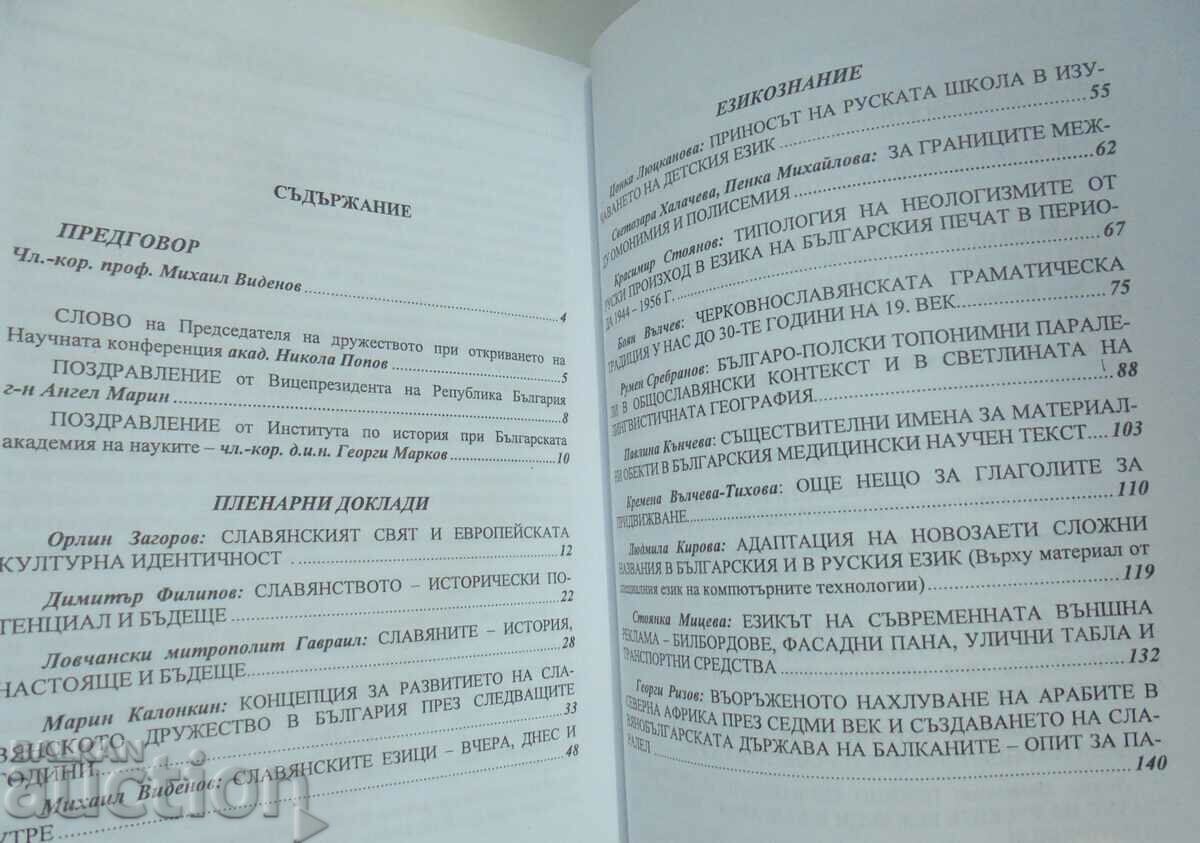 СЪДЪРЖАНИЕ
ПРЕДГОВОР
Чл.-кор. проф. Михаил Виденов
4
СЛОВО на Председателя на дружеството при откриването на
Научната конференция акад. Никола Попов
5
ПОЗДРАВЛЕНИЕ от Вицепрезидента на Република България
г-н Ангел Марин
8
ПОЗДРАВЛЕНИЕ от Института по история при Българската
академия на науките – чл.-кор. д.и.н. Георги Марков
10
ПЛЕНАРНИ ДОКЛАДИ
Орлин Загоров: СЛАВЯНСКИЯТ СВЯТ И ЕВРОПЕЙСКАТА
КУЛТУРНА ИДЕНТИЧНОСТ
12
Димитър Филипов: СЛАВЯНСТВОТО – ИСТОРИЧЕСКИ ПО-
ТЕНЦИАЛ И БЪДЕЩЕ
22
Ловчански митрополит Гавраил: СЛАВЯНИТЕ – ИСТОРИЯ,
НАСТОЯЩЕ И БЪДЕЩЕ
28
Марин Калонкин: КОНЦЕПЦИЯ ЗА РАЗВИТИЕТО НА СЛА-
ВЯНСКОТО ДРУЖЕСТВО В БЪЛГАРИЯ ПРЕЗ СЛЕДВАЩИТЕ
ГОДИНИ
33
Михаил Виденов: СЛАВЯНСКИТЕ ЕЗИЦИ – ВЧЕРА, ДНЕС И
УТРЕ
48
ЕЗИКОЗНАНИЕ
Ценка Люцканова: ПРИНОСЪТ НА РУСКАТА ШКОЛА В ИЗУ-
ЧАВАНЕТО НА ДЕТСКИЯ ЕЗИК
55
Светозара Халачева, Пенка Михайлова: ЗА ГРАНИЦИТЕ МЕЖ-
ДУ ОМОНИМИЯ И ПОЛИСЕМИЯ
62
Красимир Стоянов: ТИПОЛОГИЯ НА НЕОЛОГИЗМИТЕ ОТ
РУСКИ ПРОИЗХОД В ЕЗИКА НА БЪЛГАРСКИЯ ПЕЧАТ В ПЕРИО-
ДА 1944 – 1956 Г.
67
Боян Вълчев: ЧЕРКОВНОСЛАВЯНСКАТА ГРАМАТИЧЕСКА
ТРАДИЦИЯ У НАС ДО 30-ТЕ ГОДИНИ НА 19. ВЕК
75
Румен Сребранов: БЪЛГАРО-ПОЛСКИ ТОПОНИМНИ ПАРАЛЕ-
ЛИ В ОБЩОСЛАВЯНСКИ КОНТЕКСТ И В СВЕТЛИНАТА НА
ЛИНГВИСТИЧНАТА ГЕОГРАФИЯ
88
Павлина Кънчева: СЪЩЕСТВИТЕЛНИ ИМЕНА ЗА МАТЕРИАЛ-
НИ ОБЕКТИ В БЪЛГАРСКИЯ МЕДИЦИНСКИ НАУЧЕН ТЕКСТ
103
Кремена Вълчева-Тихова: ОЩЕ НЕЩО ЗА ГЛАГОЛИТЕ ЗА
ПРИДВИЖВАНЕ
110
Людмила Кирова: АДАПТАЦИЯ НА НОВОЗАЕТИ СЛОЖНИ
НАЗВАНИЯ В БЪЛГАРСКИЯ И В РУСКИЯ ЕЗИК (Върху материал от
специалния език на компютърните технологии)
119
Стоянка Мицева: ЕЗИКЪТ НА СЪВРЕМЕННАТА ВЪНШНА
РЕКЛАМА – БИЛБОРДОВЕ, ФАСАДНИ ПАНА, УЛИЧНИ ТАБЛА И
ТРАНСПОРТНИ СРЕДСТВА
132
Георги Ризов: ВЪОРЪЖЕНОТО НАХЛУВАНЕ НА АРАБИТЕ В
СЕВЕРНА АФРИКА ПРЕЗ СЕДМИ ВЕК И СЪЗДАВАНЕТО НА СЛА-
ВЯНОБЪЛГАРСКАТА ДЪРЖАВА НА БАЛКАНИТЕ – ОПИТ ЗА ПА-
РАЛЕЛ
140
BALKAN
auction